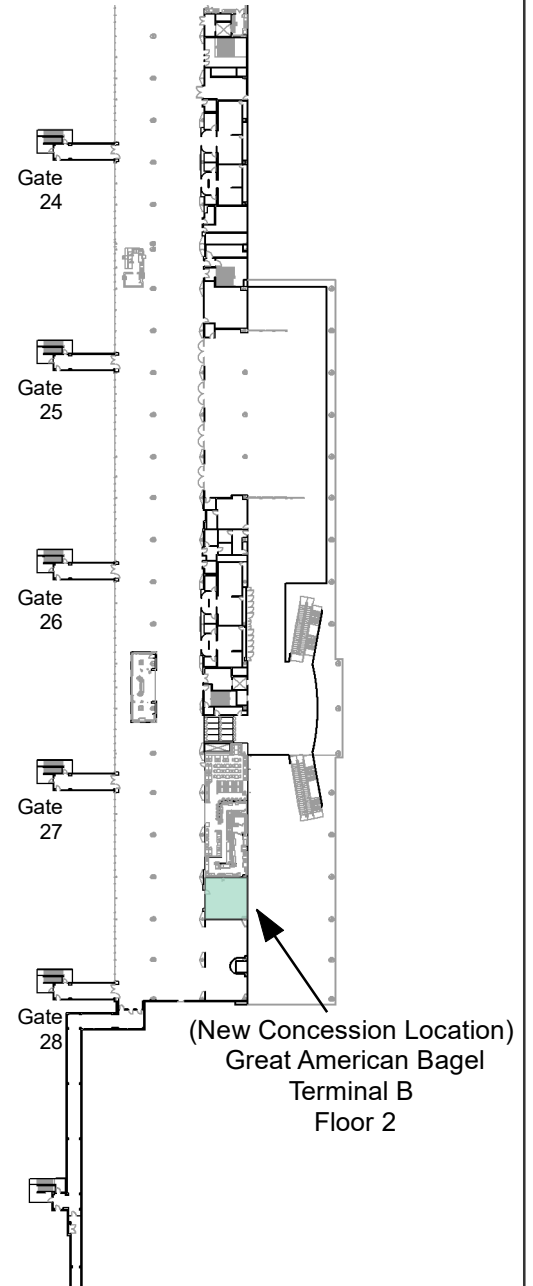 Gate
24
Gate
25
Gate
26
Gate
27
Gate
28
(New Concession Location)
Great American Bagel
Terminal B
Floor 2